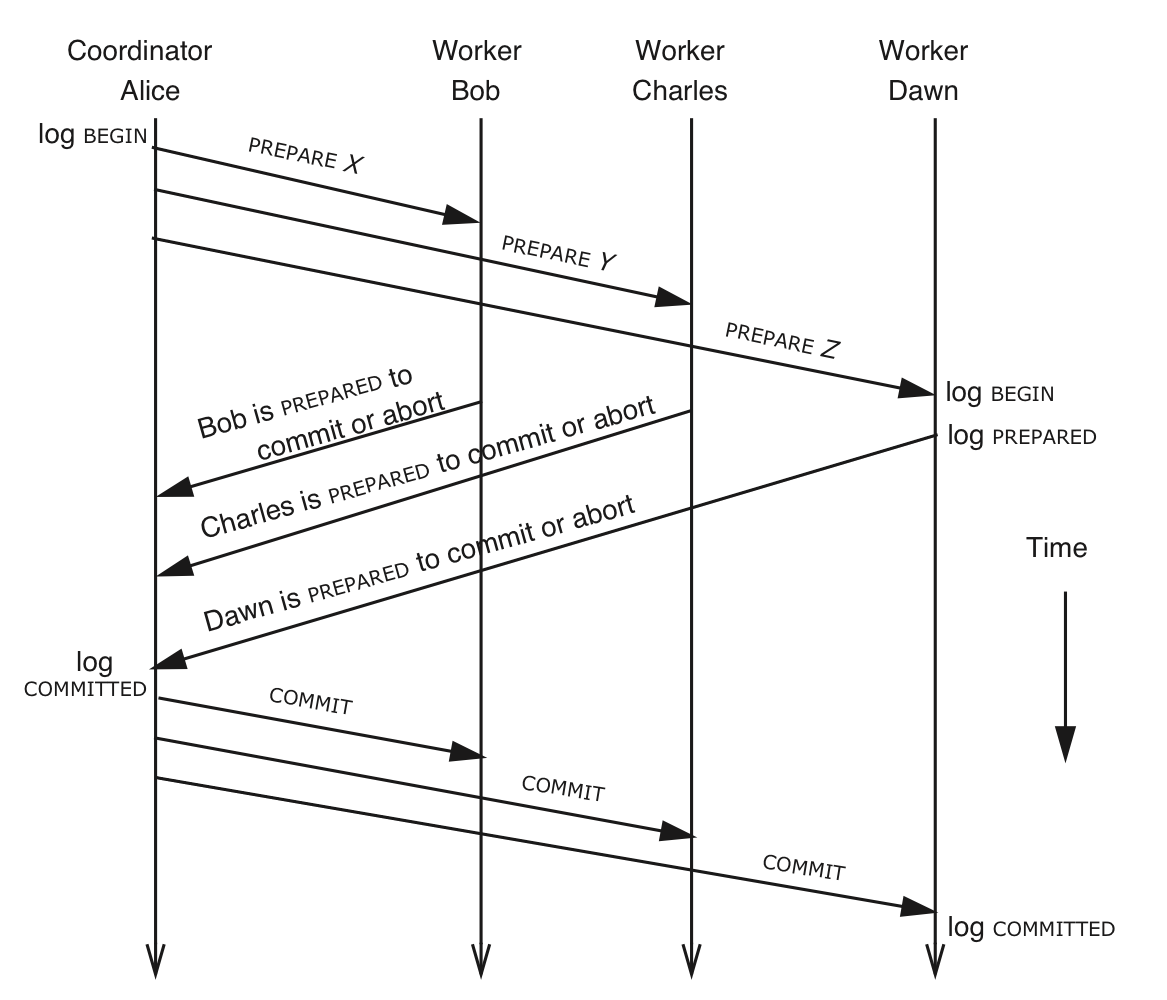 Coordinator
Alice
Worker
Bob
Worker
Charles
Worker
Dawn
log BEGIN
PREPARE X
PREPARE Y
PREPARE Z
log BEGIN
Bob is PREPARED to
commit or abort
log PREPARED
Charles is PREPARED to commit or abort
Dawn is PREPARED to commit or abort
Time
log
COMMITTED
COMMIT
COMMIT
COMMIT
log COMMITTED